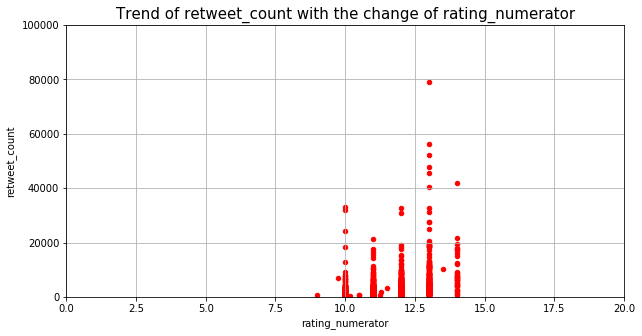 Trend of retweet_count with the change of rating_numerator
100000
80000
60000
40000
20000
0
retweet_count
0.0 2.5 5.0 7.5 10.0 12.5 15.0 17.5 20.0
rating_numerator